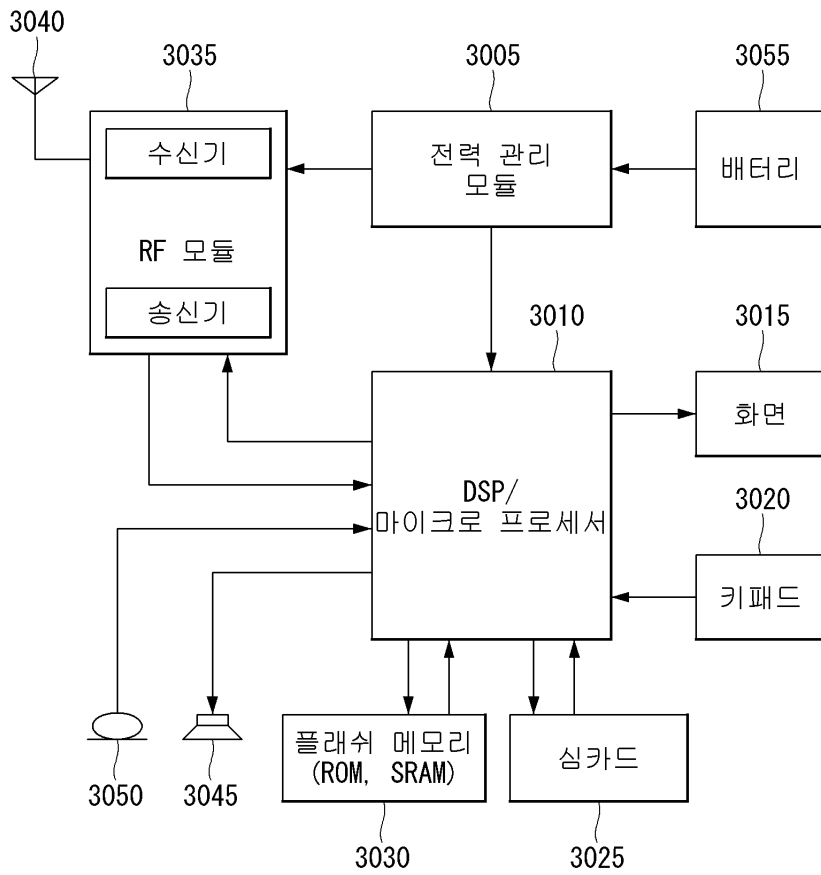 3040
3035
3005
3055
수신기
전력 관리
모듈
배터리
RF 모듈
송신기
3010
3015
화면
DSP/
마이크로 프로세서
3020
키패드
플래쉬 메모리
(ROM, SRAM)
심카드
3050
3045
3030
3025